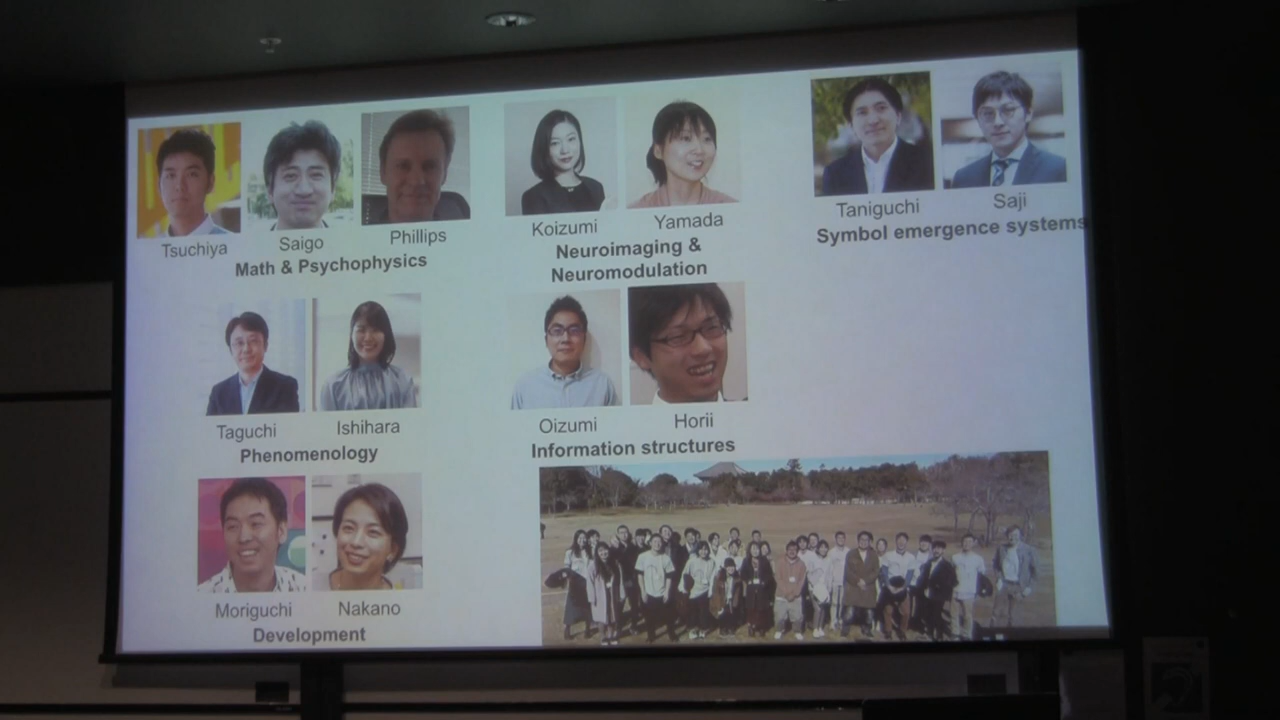 Tsuchiya
Saigo
Phillips
Math & Psychophysics
Koizumi
Yamada
Neuroimaging &
Neuromodulation
Taniguchi
Saji
Symbol emergence systems
Taguchi
Ishihara
Phenomenology
Oizumi
Horii
Information structures
Moriguchi
Nakano
Development